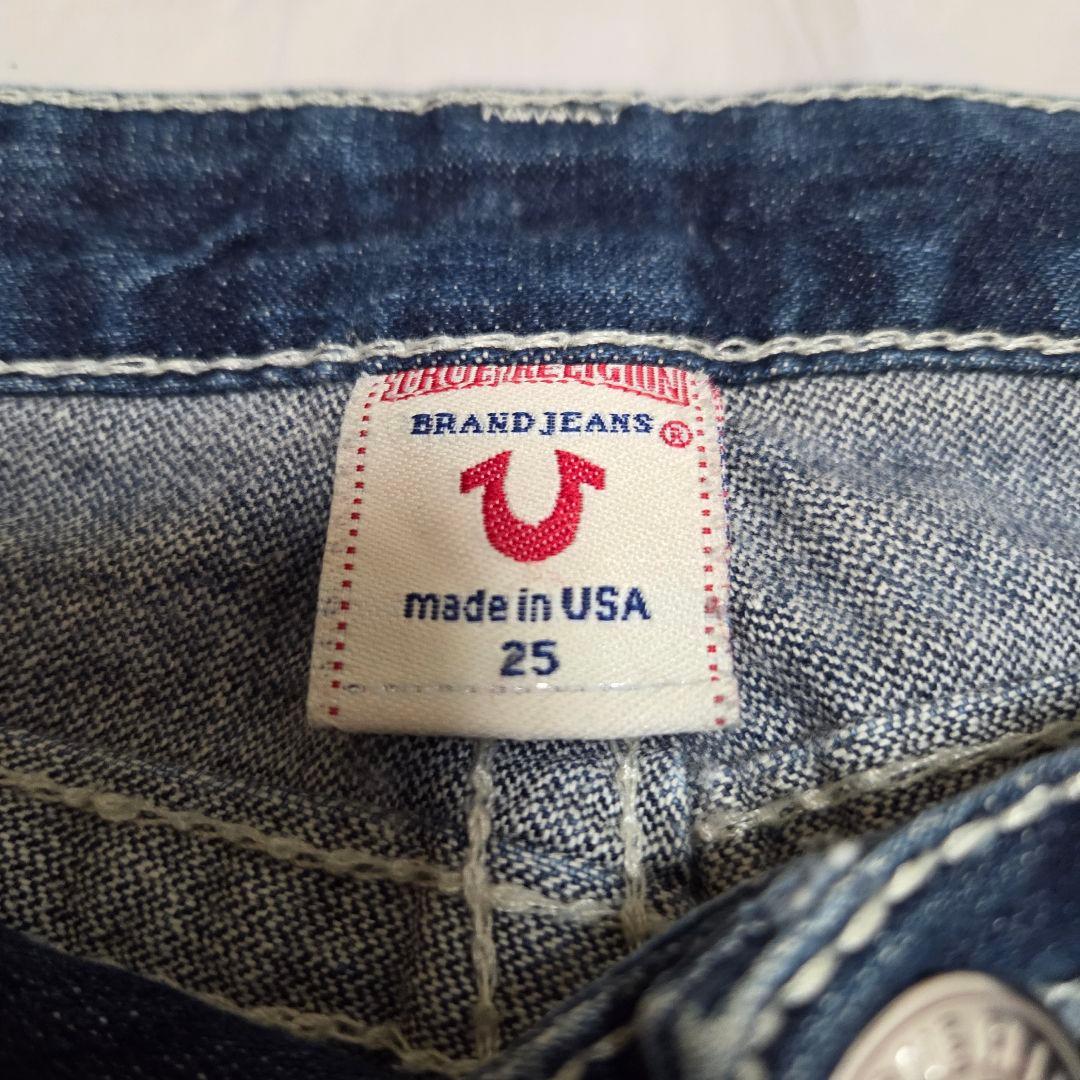 TRUE RELIGION
BRAND JEANS ®
made in USA
25